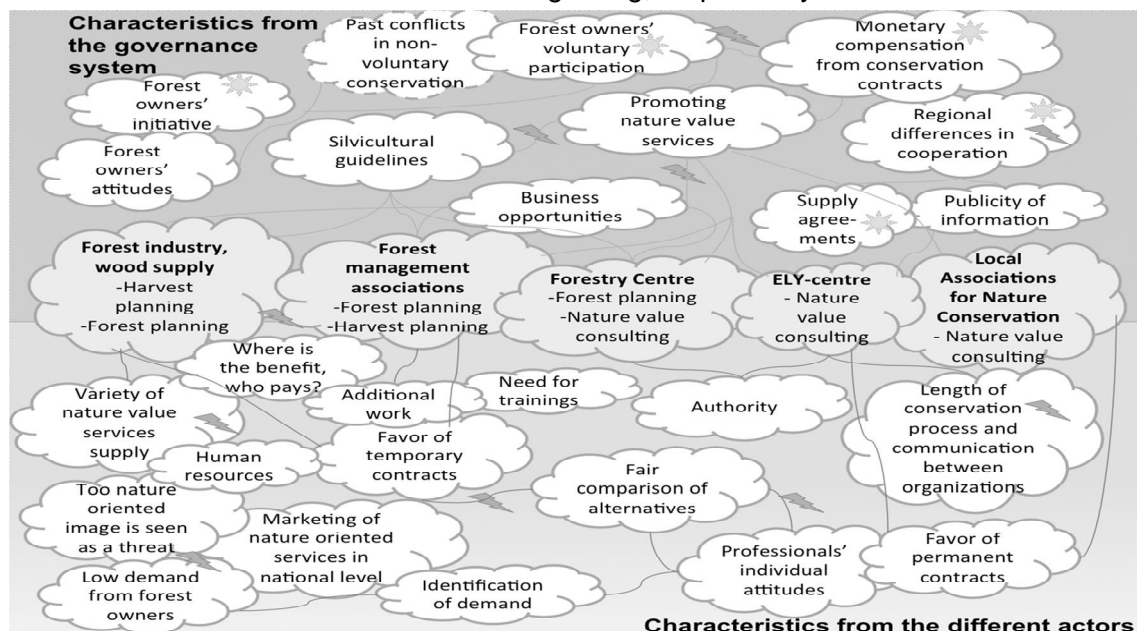 Characteristics from
the governance
system
Past conflicts
in non-
voluntary
conservation
Forest owners'
voluntary
participation
Monetary
compensation
from conservation
contracts
Forest
owners'
initiative
Promoting
nature value
services
Regional
differences in
cooperation
Silvicultural
guidelines
Forest
owners'
attitudes
Business
opportunities
Supply
agree-
ments
Publicity of
information
Forest industry,
wood supply
-Harvest
planning
-Forest planning
Forest
management
associations
-Forest planning
-Harvest planning
Forestry Centre
-Forest planning
-Nature value
consulting
ELY-centre
- Nature
value
consulting
Local
Associations
for Nature
Conservation
- Nature value
consulting
Where is
the benefit,
who pays?
Variety of
nature value
services
supply
Additional
work
Need for
trainings
Authority
Length of
conservation
process and
communication
between
organizations
Human
resources
Favor of
temporary
contracts
Fair
comparison of
alternatives
Too nature
oriented
image is seen
as a threat
Marketing of
nature oriented
services in
national level
Professionals'
individual
attitudes
Favor of
permanent
contracts
Low demand
from forest
owners
Identification
of demand
Characteristics from the different actors